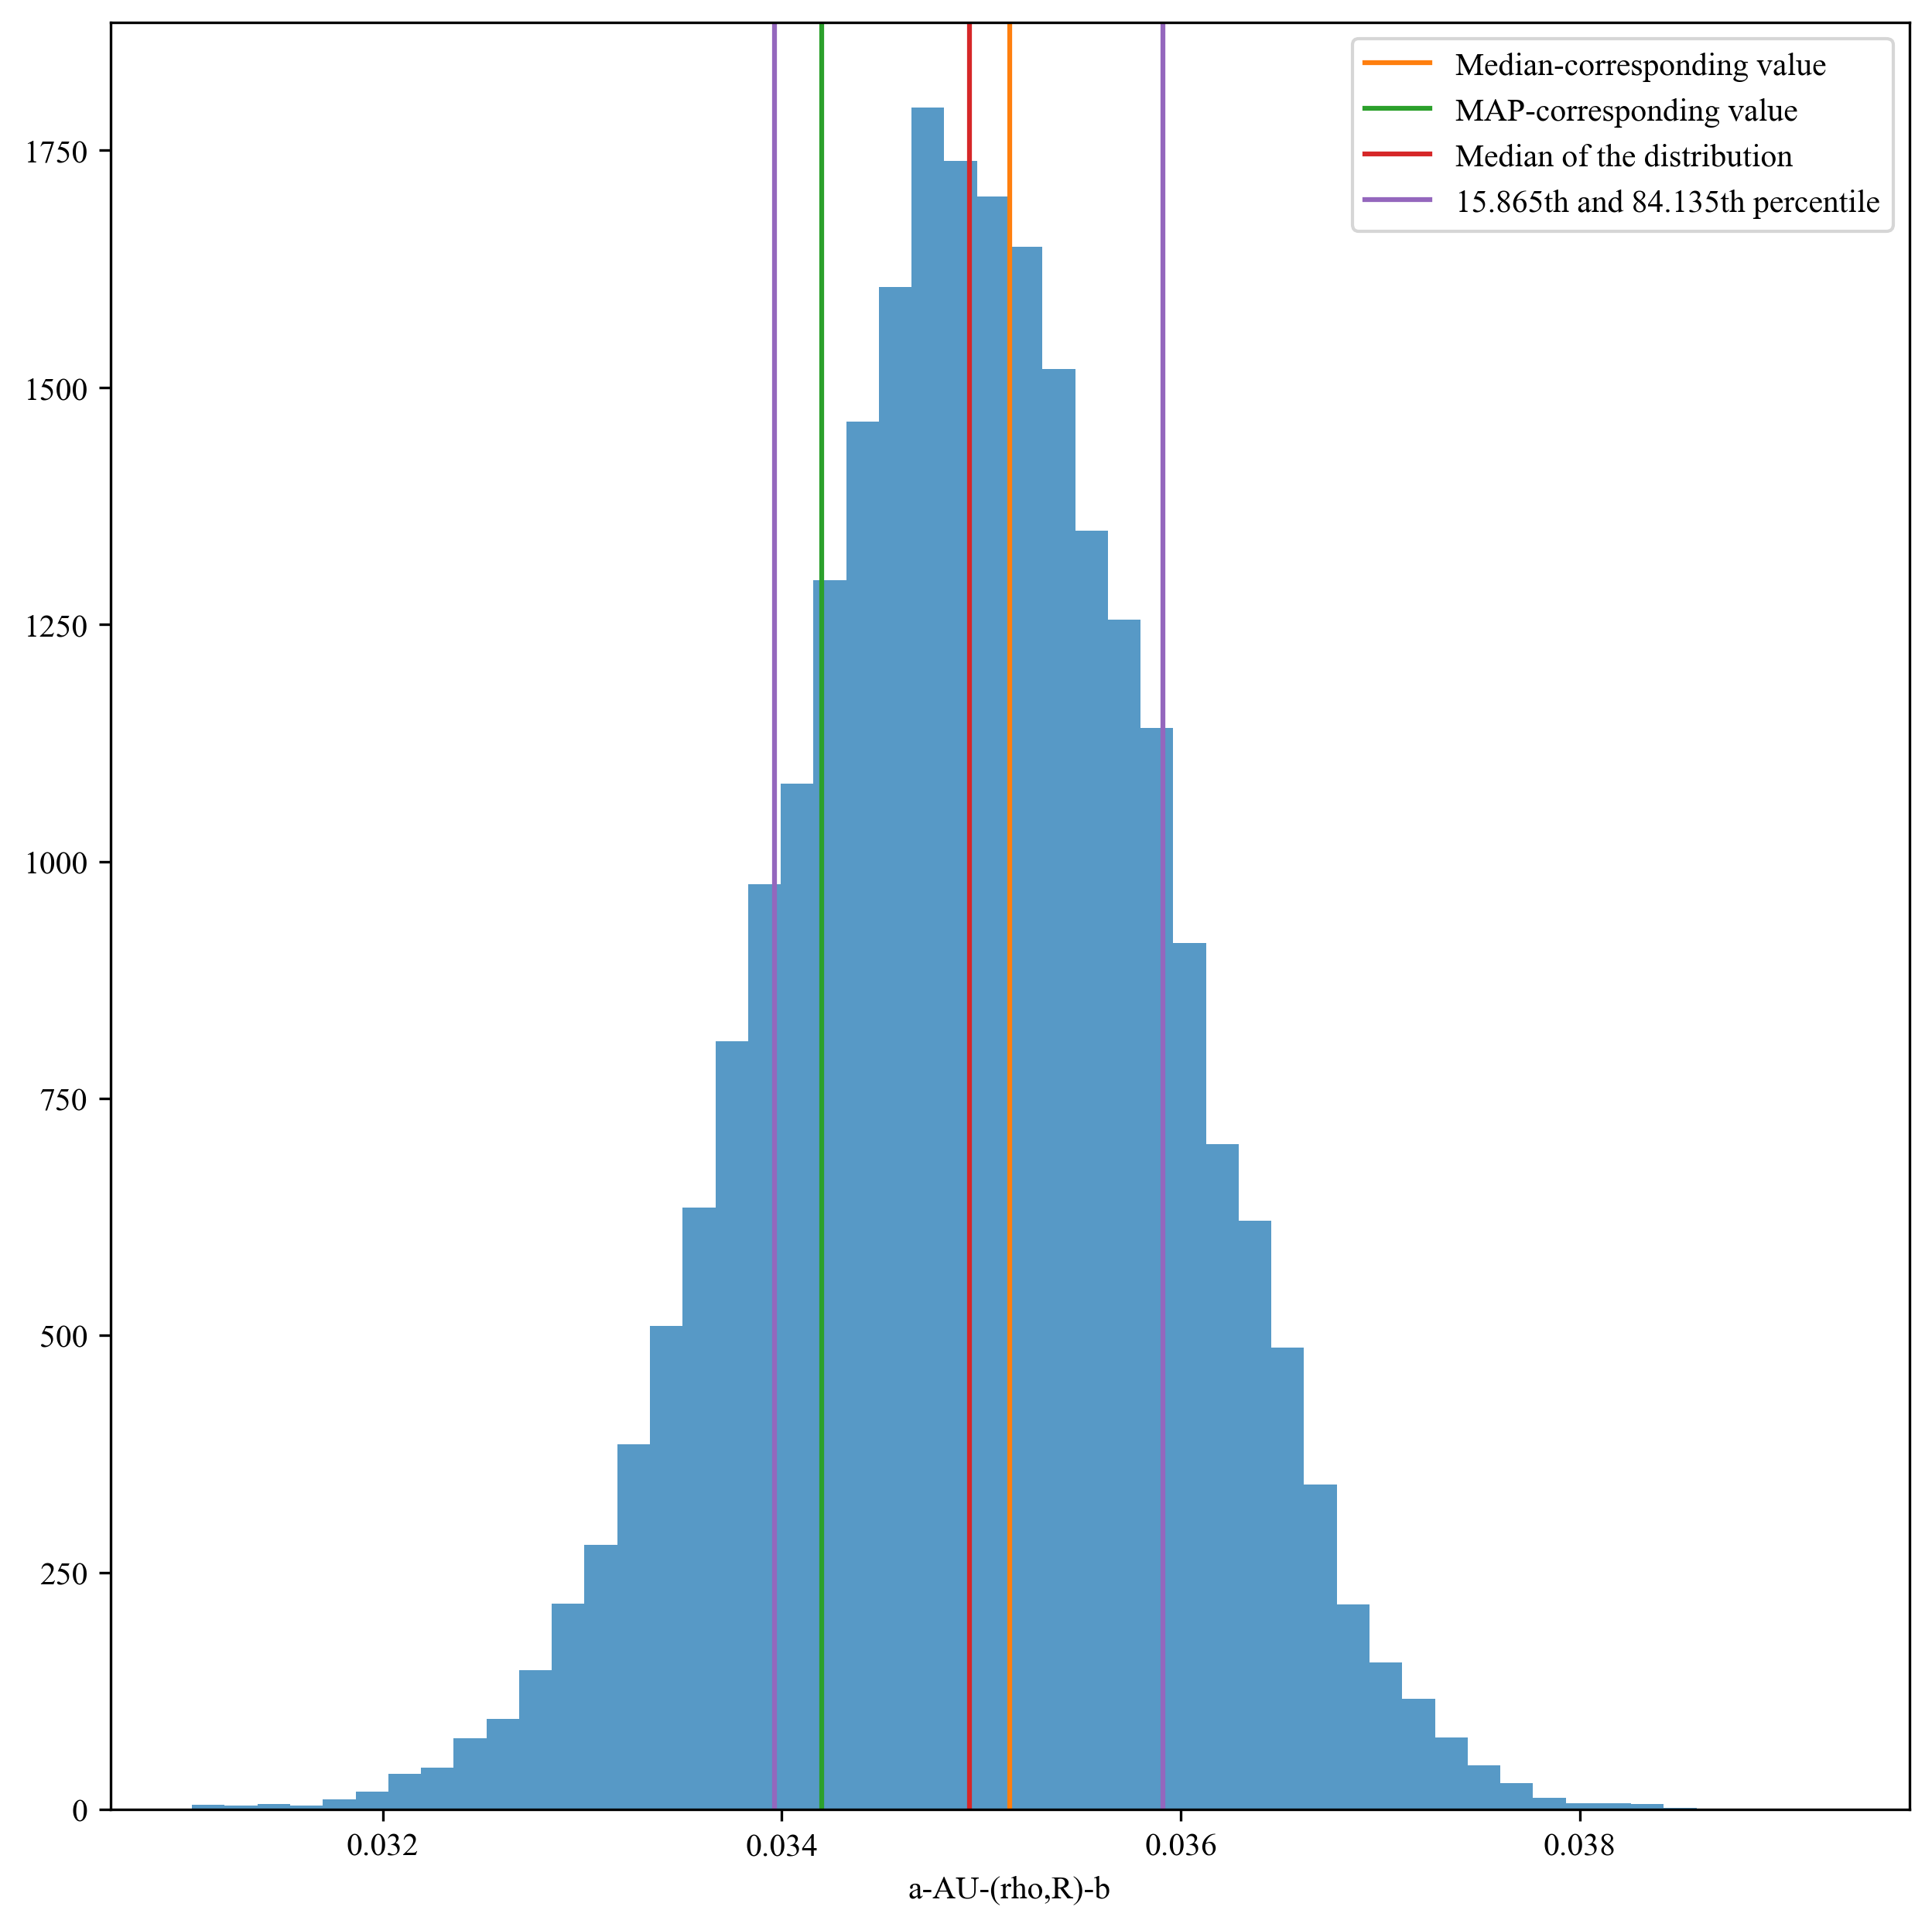 Median-corresponding value
MAP-corresponding value
Median of the distribution
15.865th and 84.135th percentile
1750
1500
1250
1000
750
500
250
0
0.032
0.034
0.036
0.038
a-AU-(rho,R)-b